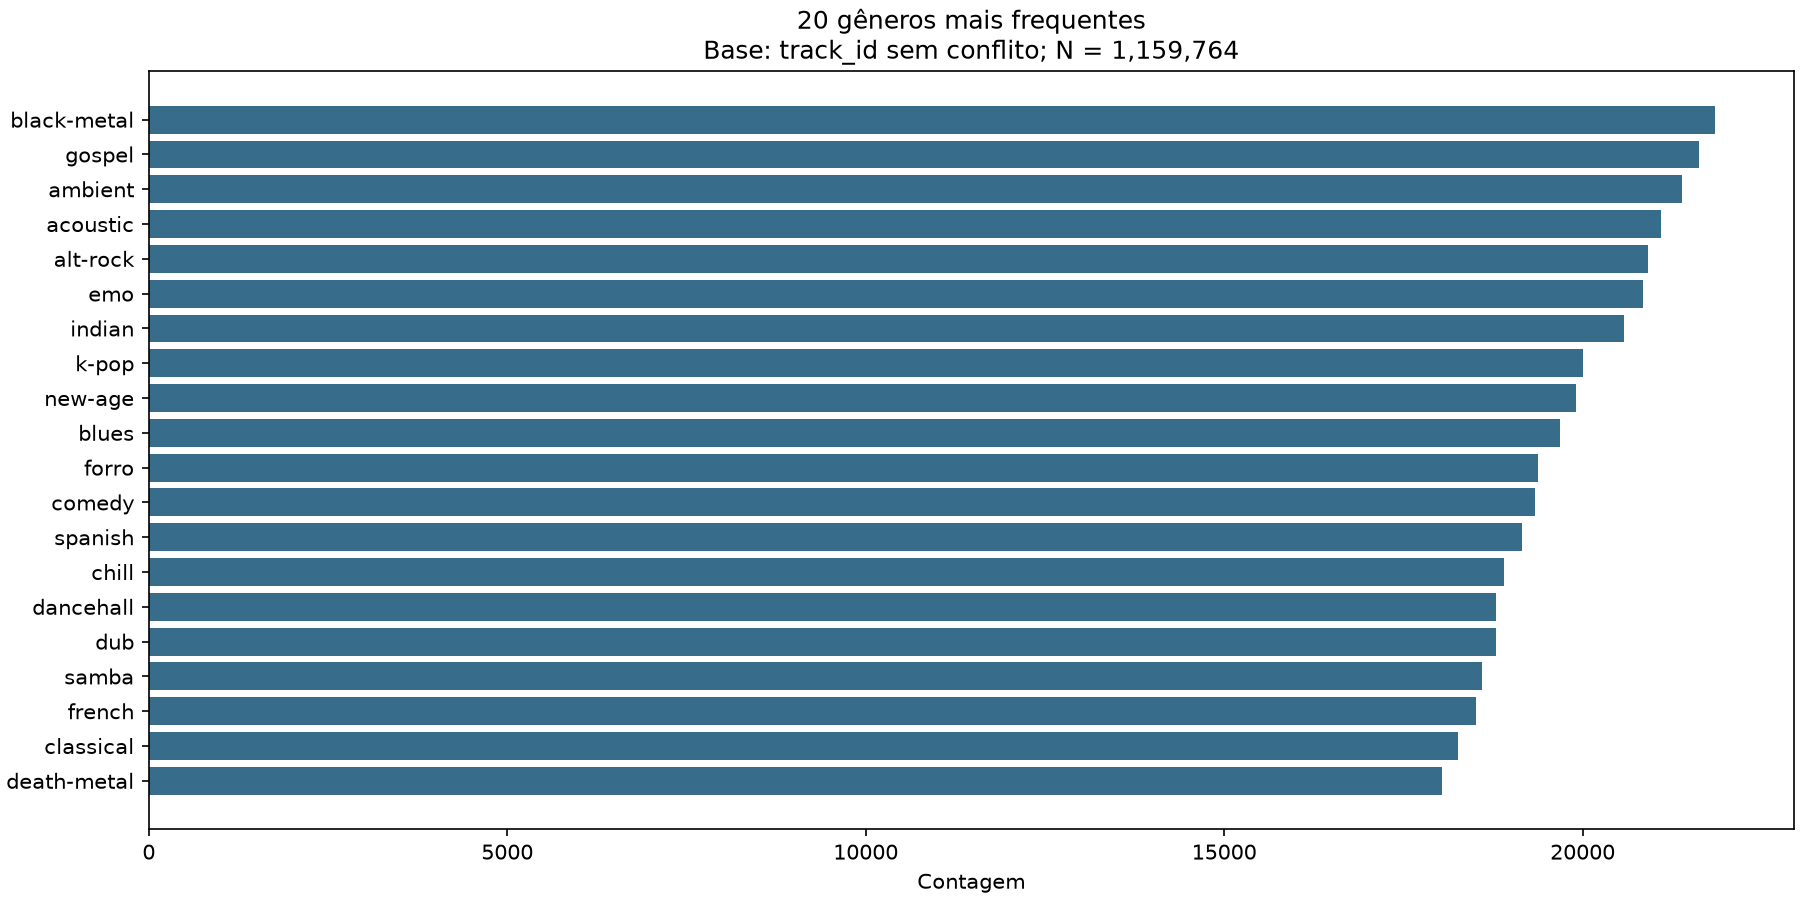 20 gêneros mais frequentes
Base: track_id sem conflito; N = 1,159,764
black-metal
gospel
ambient
acoustic
alt-rock
emo
indian
k-pop
new-age
blues
forro
comedy
spanish
chill
dancehall
dub
samba
french
classical
death-metal
0 5000 10000 15000 20000
Contagem